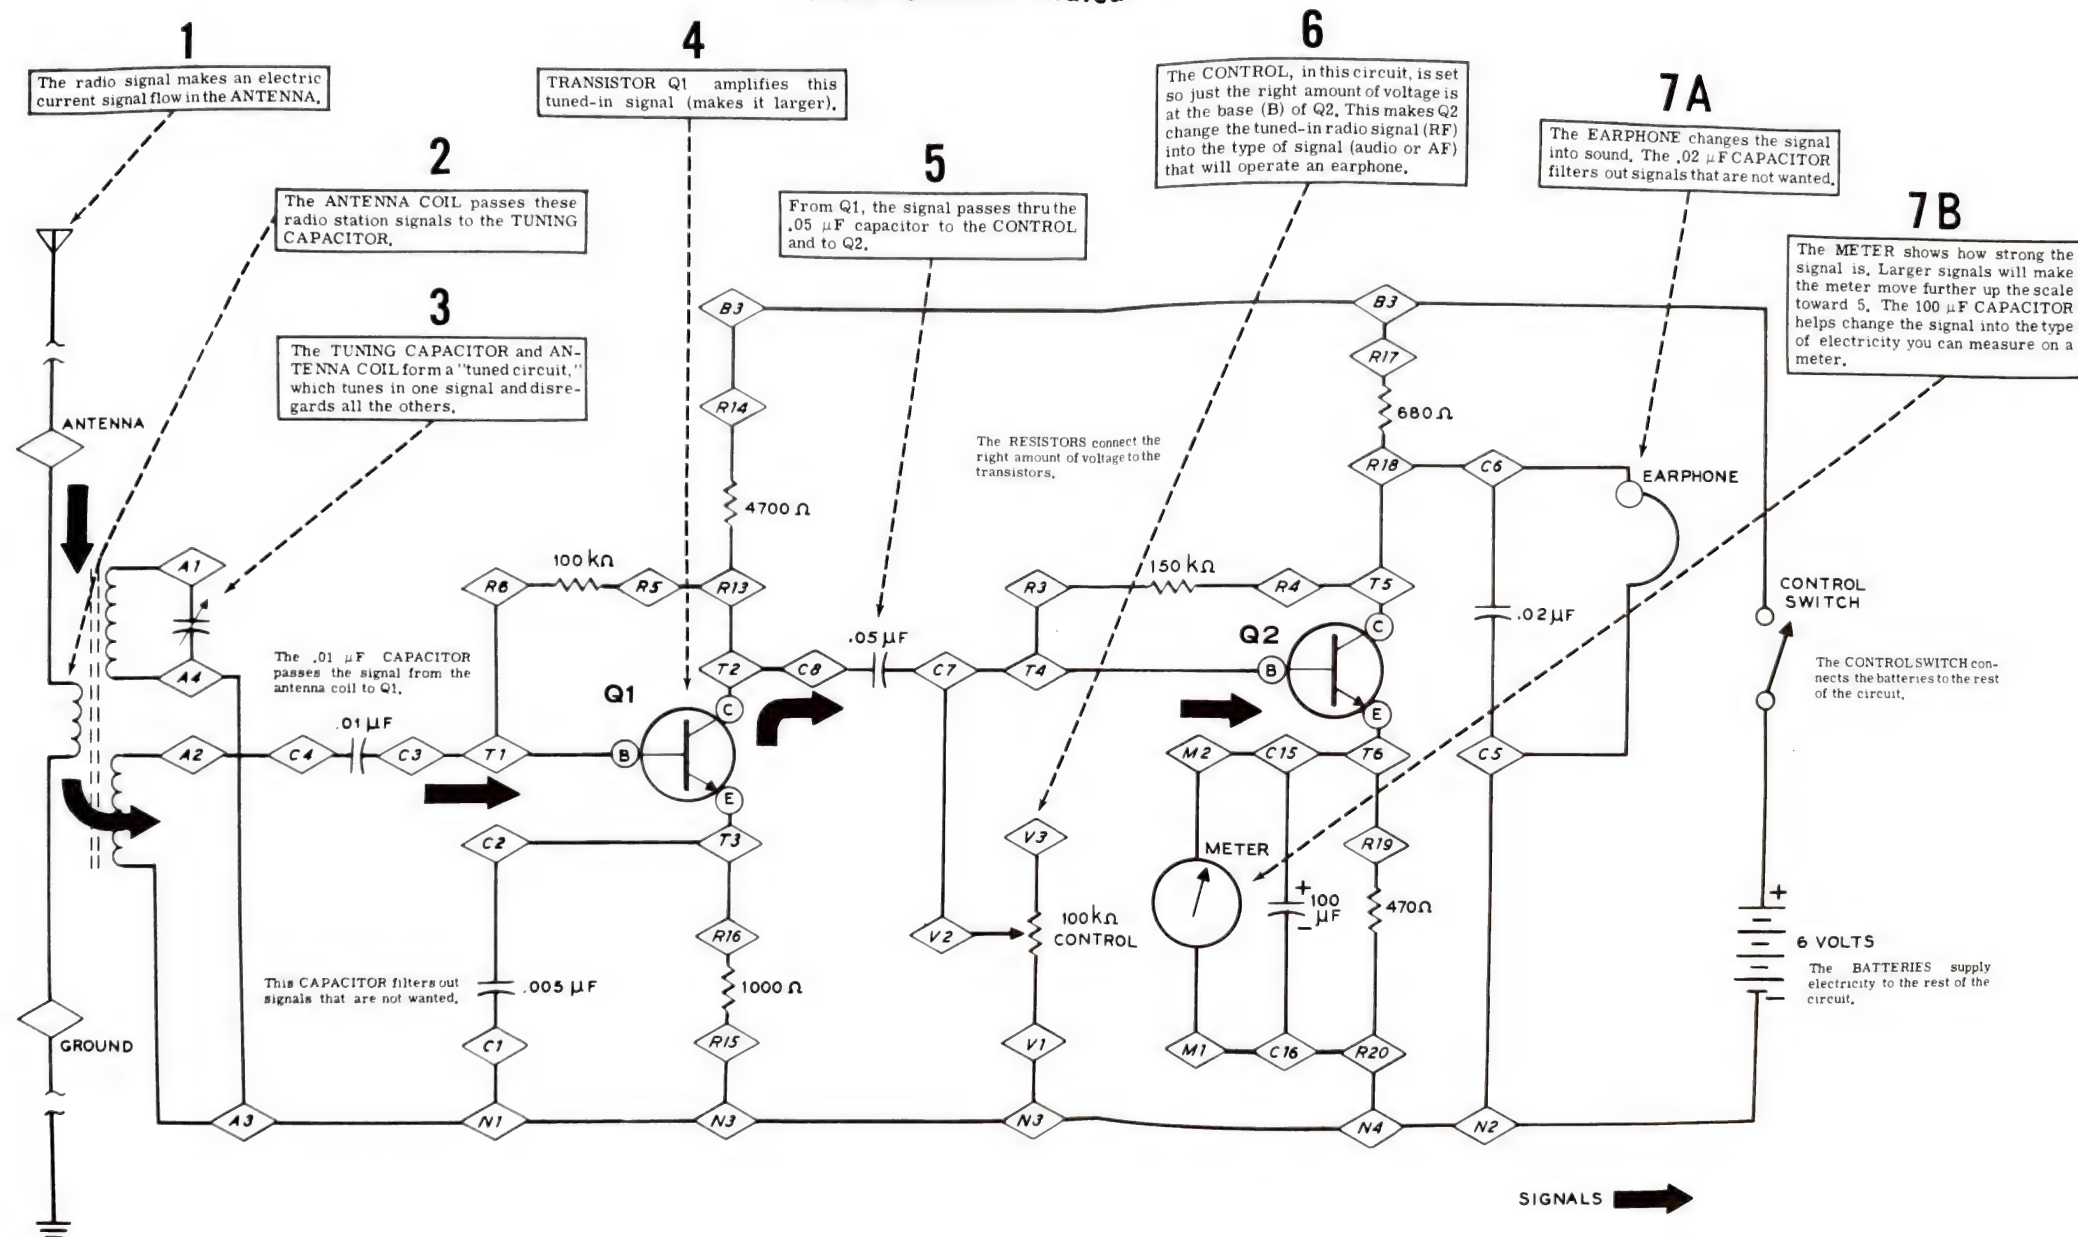 1
The radio signal makes an electric
current signal flow in the ANTENNA.
2
The ANTENNA COIL passes these
radio station signals to the TUNING
CAPACITOR.
3
The TUNING CAPACITOR and AN-
TENNA COIL form a "tuned circuit,"
which tunes in one signal and disre-
gards all the others.
4
TRANSISTOR Q1 amplifies this
tuned-in signal (makes it larger).
5
From Q1, the signal passes thru the
.05 µF capacitor to the CONTROL
and to Q2.
6
The CONTROL, in this circuit, is set
so just the right amount of voltage is
at the base (B) of Q2. This makes Q2
change the tuned-in radio signal (RF)
into the type of signal (audio or AF)
that will operate an earphone.
7A
The EARPHONE changes the signal
into sound. The .02 µF CAPACITOR
filters out signals that are not wanted.
7B
The METER shows how strong the
signal is. Larger signals will make
the meter move further up the scale
toward 5. The 100 µF CAPACITOR
helps change the signal into the type
of electricity you can measure on a
meter.
B3
B3
R17
R14
680Ω
ANTENNA
The RESISTORS connect the
right amount of voltage to the
transistors.
R18
C6
EARPHONE
4700Ω
A1
100kΩ
150kΩ
R6
R5
R13
R3
R4
T5
CONTROL
SWITCH
.02µF
C
Q2
.05µF
The .01 µF CAPACITOR
passes the signal from the
antenna coil to Q1.
A4
T2
C8
C7
T4
B
The CONTROL SWITCH con-
nects the batteries to the rest
of the circuit.
Q1
C
E
.01µF
A2
C4
C3
T1
B
M2
C15
T6
C5
E
C2
T3
V3
METER
R19
+
100
µF
-
470Ω
+
R16
V2
100kΩ
CONTROL
6 VOLTS
The BATTERIES supply
electricity to the rest of the
circuit.
-
This CAPACITOR filters out
signals that are not wanted.
.005µF
1000Ω
GROUND
C1
R15
V1
M1
C16
R20
A3
N1
N3
N3
N4
N2
SIGNALS